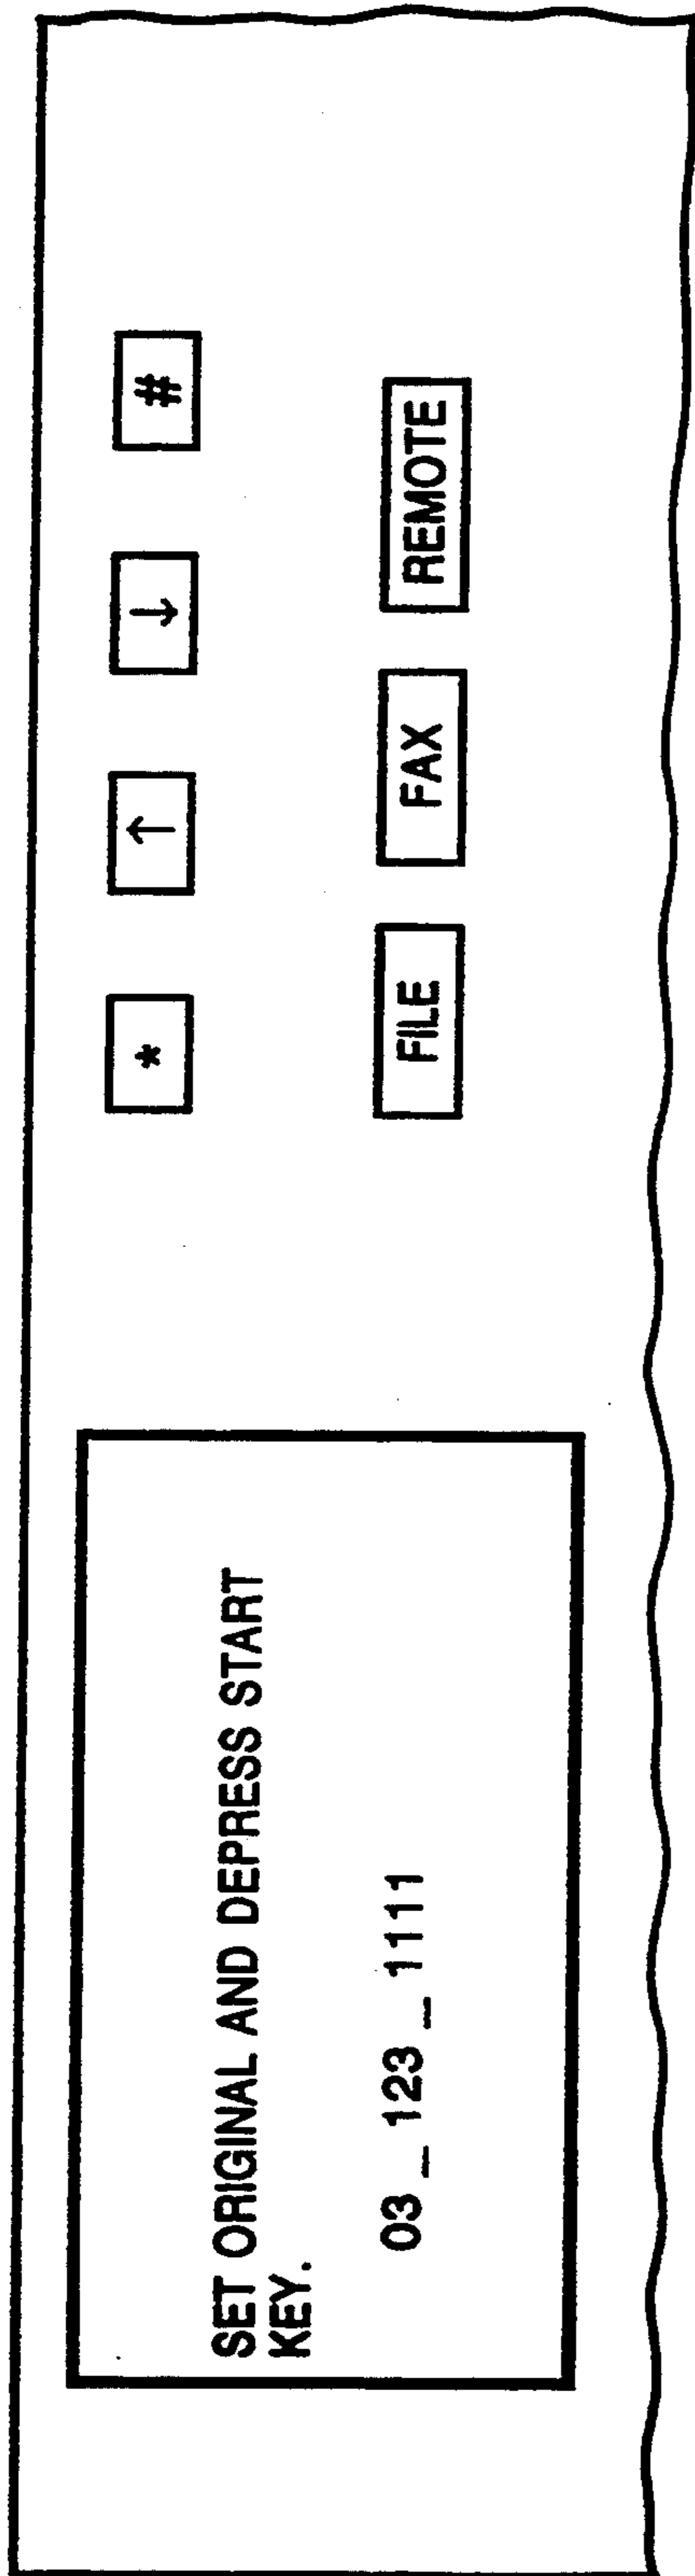 SET ORIGINAL AND DEPRESS START
KEY.
03 _ 123 _ 1111
* ↑ ↓ #
FILE FAX REMOTE